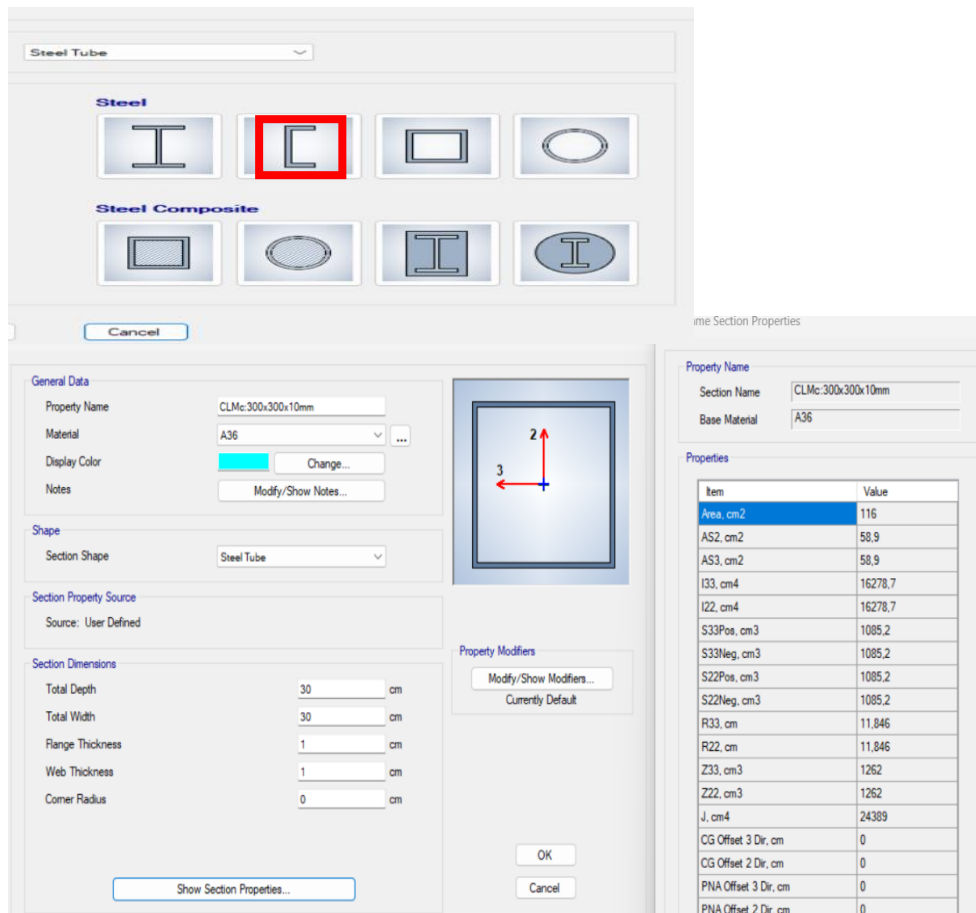 Steel Tube
Steel
Steel Composite
Cancel
me Section Properties
General Data
Property Name CLMc:300x300x10mm
Material A36 ...
Display Color Change...
Notes Modify/Show Notes...
Shape
Section Shape Steel Tube
Section Property Source
Source: User Defined
Section Dimensions
Total Depth 30 cm
Total Width 30 cm
Flange Thickness 1 cm
Web Thickness 1 cm
Corner Radius 0 cm
Show Section Properties...
2
3
Property Modifiers
Modify/Show Modifiers...
Currently Default
OK
Cancel
Property Name
Section Name CLMc:300x300x10mm
Base Material A36
Properties
Item Value
Area, cm2 116
AS2, cm2 58,9
AS3, cm2 58,9
I33, cm4 16278,7
I22, cm4 16278,7
S33Pos, cm3 1085,2
S33Neg, cm3 1085,2
S22Pos, cm3 1085,2
S22Neg, cm3 1085,2
R33, cm 11,846
R22, cm 11,846
Z33, cm3 1262
Z22, cm3 1262
J, cm4 24389
CG Offset 3 Dir, cm 0
CG Offset 2 Dir, cm 0
PNA Offset 3 Dir, cm 0
PNA Offset 2 Dir, cm 0